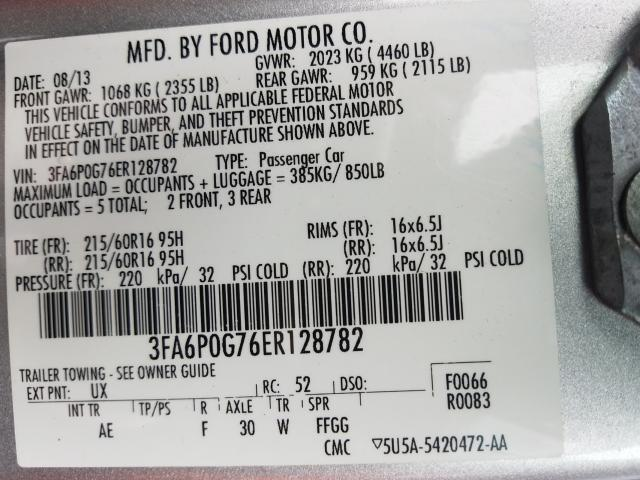 MFD. BY FORD MOTOR CO.
DATE: 08/13 GVWR: 2023 KG ( 4460 LB)
FRONT GAWR: 1068 KG ( 2355 LB) REAR GAWR: 959 KG ( 2115 LB)
THIS VEHICLE CONFORMS TO ALL APPLICABLE FEDERAL MOTOR
VEHICLE SAFETY, BUMPER, AND THEFT PREVENTION STANDARDS
IN EFFECT ON THE DATE OF MANUFACTURE SHOWN ABOVE.
VIN: 3FA6P0G76ER128782 TYPE: Passenger Car
MAXIMUM LOAD = OCCUPANTS + LUGGAGE = 385KG/ 850LB
OCCUPANTS = 5 TOTAL; 2 FRONT, 3 REAR
TIRE (FR): 215/60R16 95H RIMS (FR): 16x6.5J
(RR): 215/60R16 95H (RR): 16x6.5J
PRESSURE (FR): 220 kPa/ 32 PSI COLD (RR): 220 kPa/ 32 PSI COLD
3FA6P0G76ER128782
TRAILER TOWING - SEE OWNER GUIDE
EXT PNT: UX RC: 52 DSO: F0066
INT TR TP/PS R AXLE TR SPR R0083
AE F 30 W FFGG
CMC ▽5U5A-5420472-AA